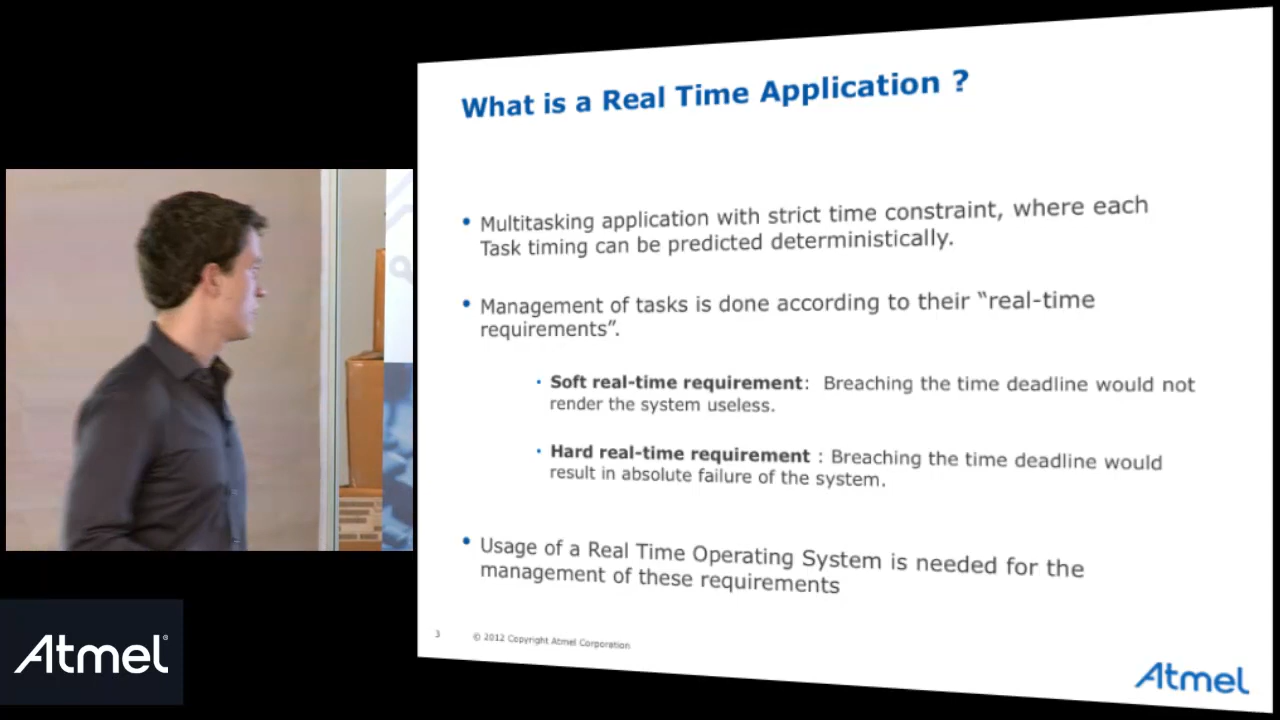 What is a Real Time Application ?
• Multitasking application with strict time constraint, where each
Task timing can be predicted deterministically.
• Management of tasks is done according to their “real-time
requirements”.
· Soft real-time requirement: Breaching the time deadline would not
render the system useless.
· Hard real-time requirement : Breaching the time deadline would
result in absolute failure of the system.
• Usage of a Real Time Operating System is needed for the
management of these requirements
3 © 2012 Copyright Atmel Corporation
Atmel®
Atmel